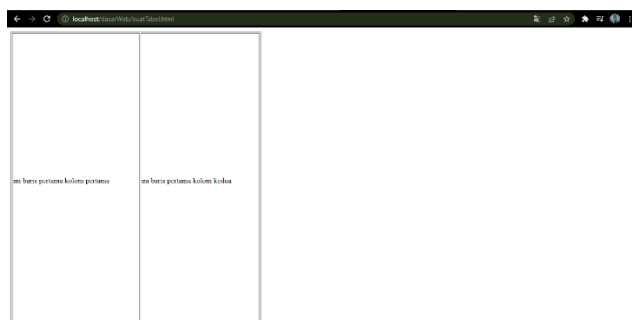 localhost/dasarWeb/buatTabel.html
ini baris pertama kolom pertama
ini baris pertama kolom kedua